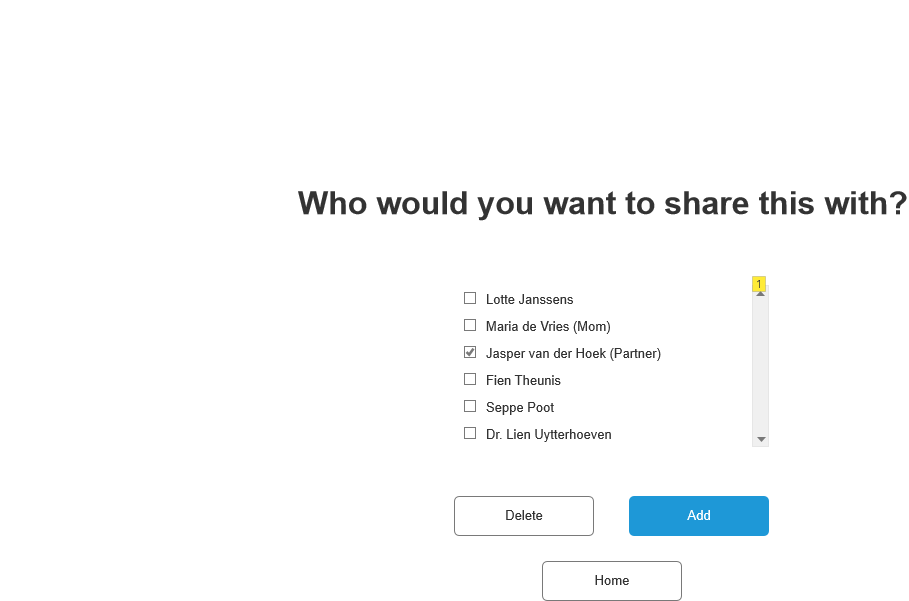 Who would you want to share this with?
1
Lotte Janssens
Maria de Vries (Mom)
Jasper van der Hoek (Partner)
Fien Theunis
Seppe Poot
Dr. Lien Uytterhoeven
Delete
Add
Home